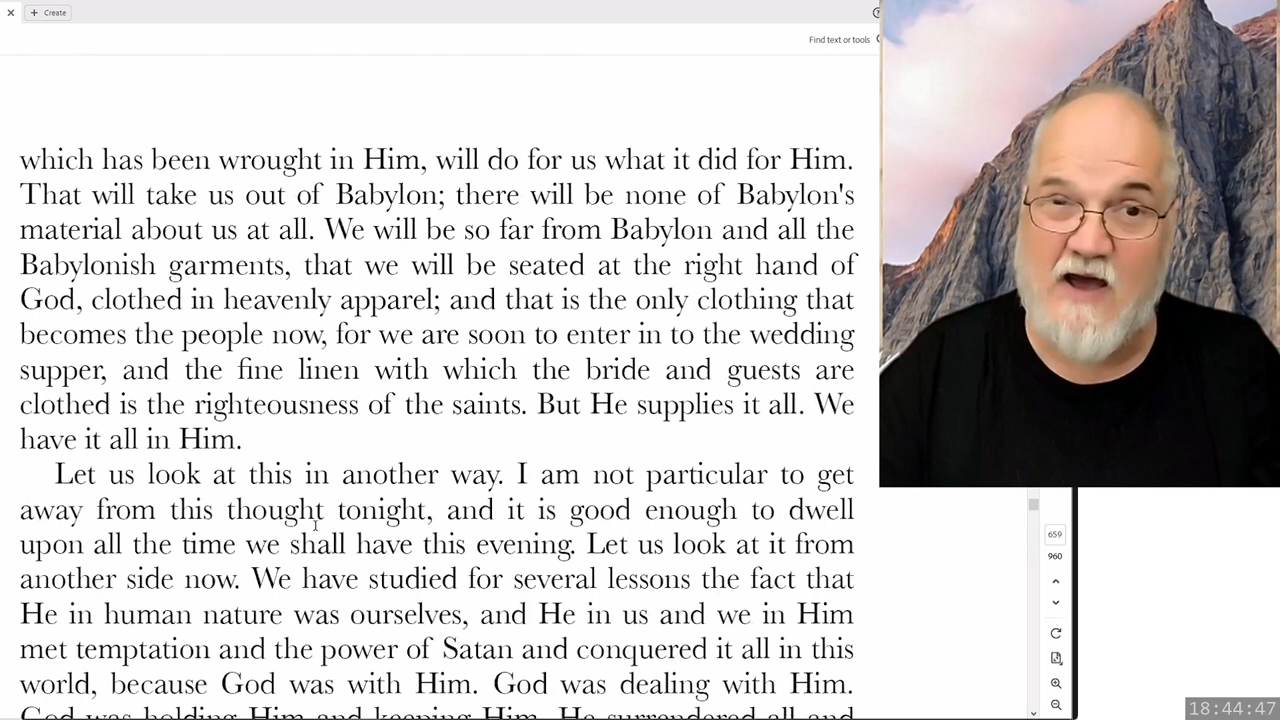 Create
Find text or tools
which has been wrought in Him, will do for us what it did for Him.
That will take us out of Babylon; there will be none of Babylon's
material about us at all. We will be so far from Babylon and all the
Babylonish garments, that we will be seated at the right hand of
God, clothed in heavenly apparel; and that is the only clothing that
becomes the people now, for we are soon to enter in to the wedding
supper, and the fine linen with which the bride and guests are
clothed is the righteousness of the saints. But He supplies it all. We
have it all in Him.
Let us look at this in another way. I am not particular to get
away from this thought tonight, and it is good enough to dwell
upon all the time we shall have this evening. Let us look at it from
another side now. We have studied for several lessons the fact that
He in human nature was ourselves, and He in us and we in Him
met temptation and the power of Satan and conquered it all in this
world, because God was with Him. God was dealing with Him.
God was holding Him and keeping Him. He surrendered all and
659
960
18:44:47